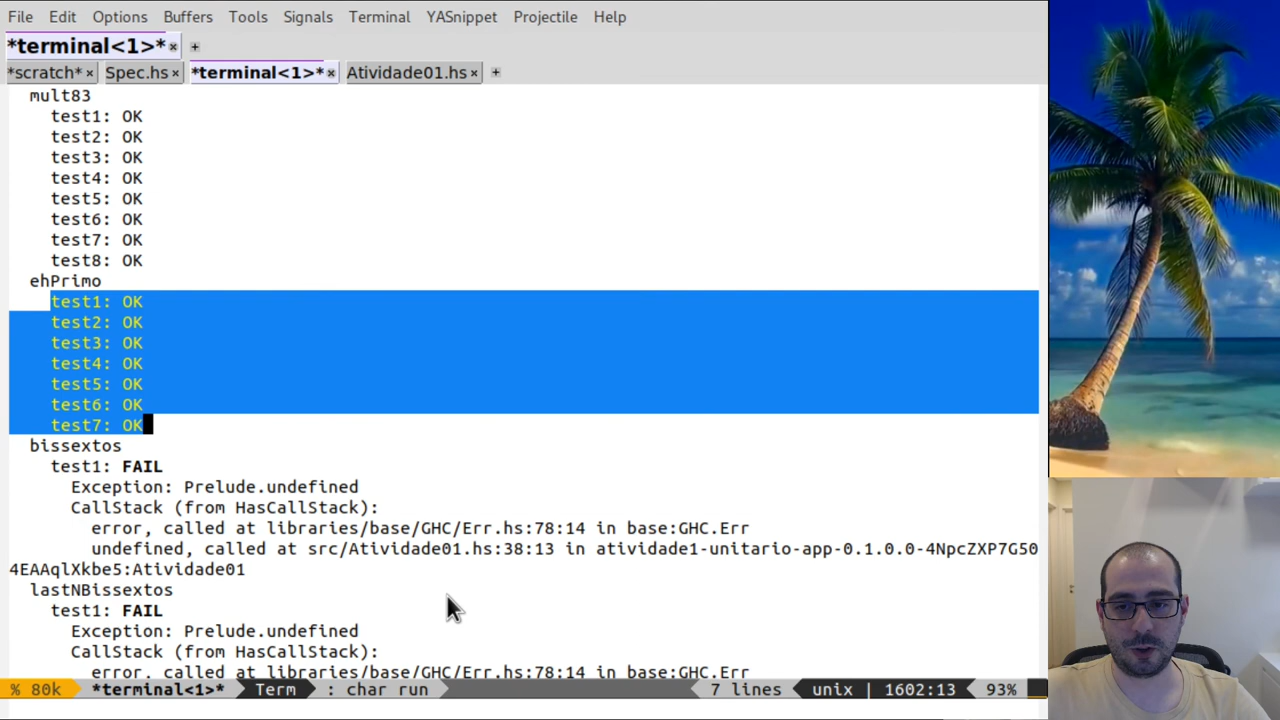 File Edit Options Buffers Tools Signals Terminal YASnippet Projectile Help
*terminal<1>* × +
*scratch* × Spec.hs × *terminal<1>* × Atividade01.hs × +
mult83
test1: OK
test2: OK
test3: OK
test4: OK
test5: OK
test6: OK
test7: OK
test8: OK
ehPrimo
test1: OK
test2: OK
test3: OK
test4: OK
test5: OK
test6: OK
test7: OK
bissextos
test1: FAIL
Exception: Prelude.undefined
CallStack (from HasCallStack):
error, called at libraries/base/GHC/Err.hs:78:14 in base:GHC.Err
undefined, called at src/Atividade01.hs:38:13 in atividade1-unitario-app-0.1.0.0-4NpcZXP7G50
4EAAqlXkbe5:Atividade01
lastNBissextos
test1: FAIL
Exception: Prelude.undefined
CallStack (from HasCallStack):
error, called at libraries/base/GHC/Err.hs:78:14 in base:GHC.Err
% 80k *terminal<1>* Term : char run 7 lines unix | 1602:13 93%